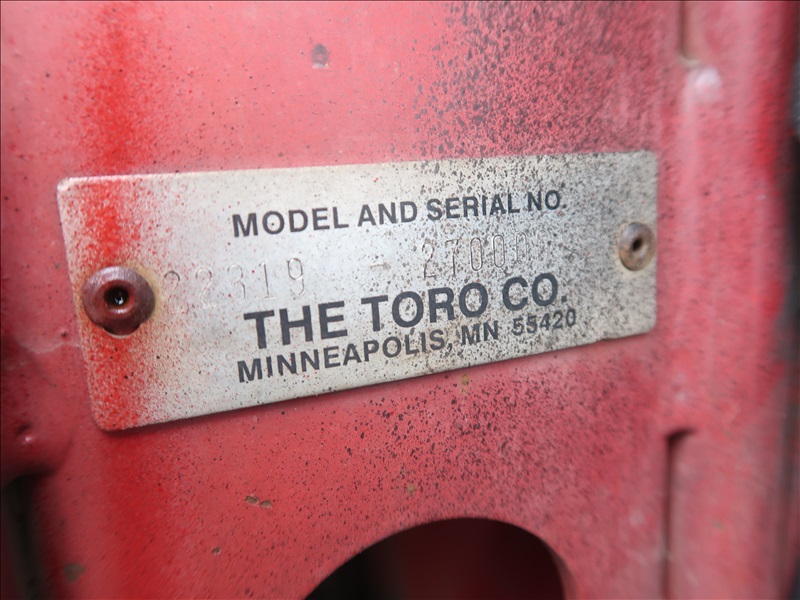 MODEL AND SERIAL NO.
22319 -
THE TORO CO.
MINNEAPOLIS, MN 55420